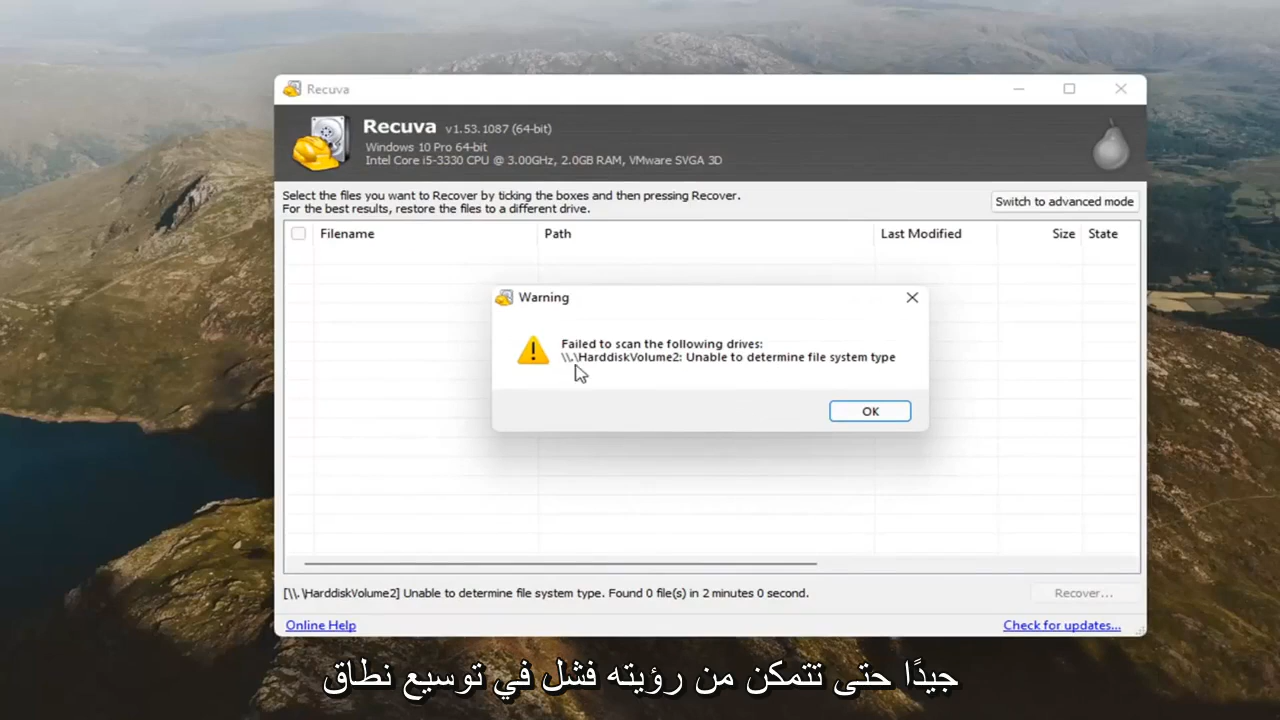 Recuva
Recuva v1.53.1087 (64-bit)
Windows 10 Pro 64-bit
Intel Core i5-3330 CPU @ 3.00GHz, 2.0GB RAM, VMware SVGA 3D
Select the files you want to Recover by ticking the boxes and then pressing Recover.
For the best results, restore the files to a different drive.
Switch to advanced mode
Filename Path Last Modified Size State
Warning
Failed to scan the following drives:
\\.\HarddiskVolume2: Unable to determine file system type
OK
[\\.\HarddiskVolume2] Unable to determine file system type. Found 0 file(s) in 2 minutes 0 second.
Recover...
Online Help
Check for updates...
جيدًا حتى تتمكن من رؤيته فشل في توسيع نطاق